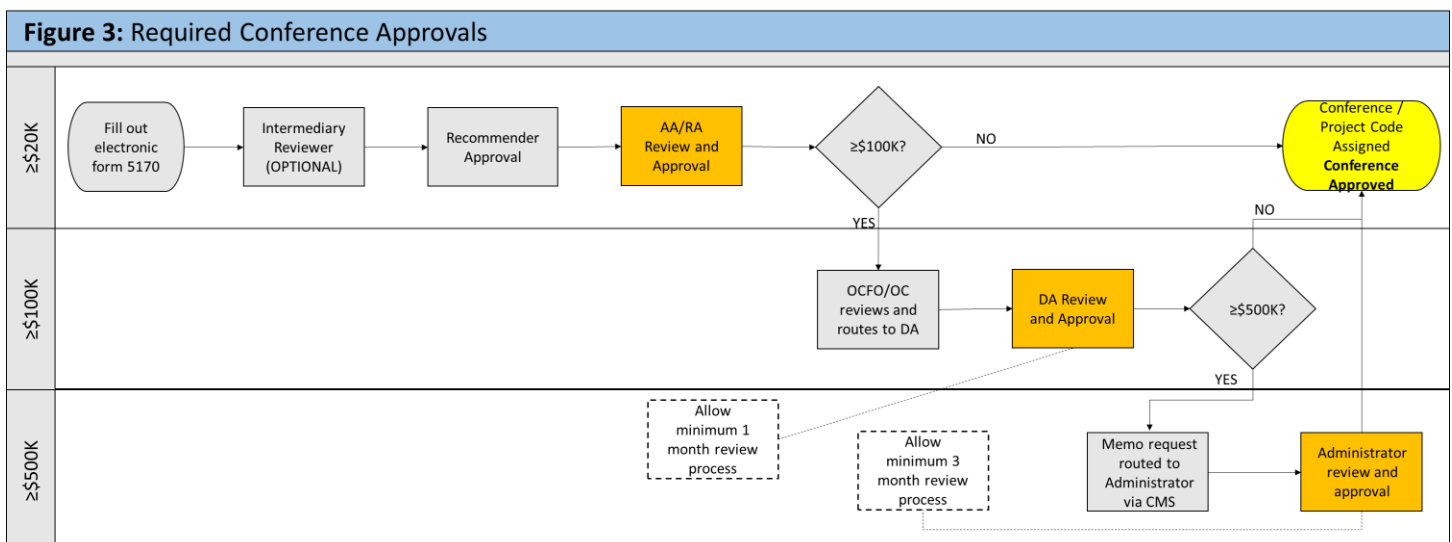 Figure 3: Required Conference Approvals
≥$20K
Fill out
electronic
form 5170
Intermediary
Reviewer
(OPTIONAL)
Recommender
Approval
AA/RA
Review and
Approval
≥$100K?
NO
Conference /
Project Code
Assigned
Conference
Approved
YES
NO
≥$100K
OCFO/OC
reviews and
routes to DA
DA Review
and Approval
≥$500K?
YES
≥$500K
Allow
minimum 1
month review
process
Allow
minimum 3
month review
process
Memo request
routed to
Administrator
via CMS
Administrator
review and
approval